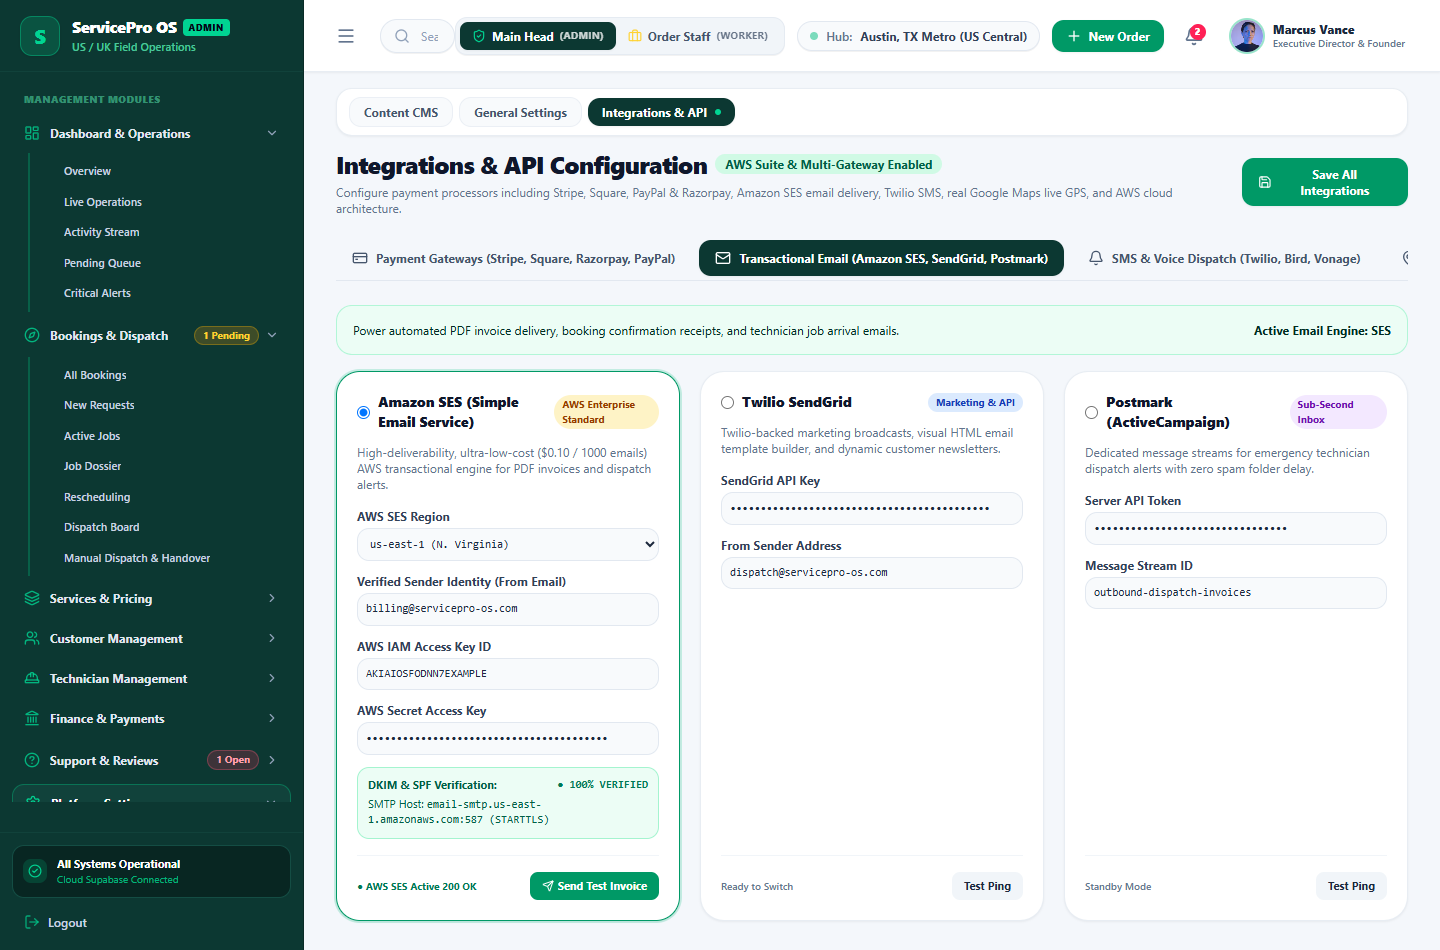 S
ServicePro OS ADMIN
US / UK Field Operations
MANAGEMENT MODULES
Dashboard & Operations
Overview
Live Operations
Activity Stream
Pending Queue
Critical Alerts
Bookings & Dispatch 1 Pending
All Bookings
New Requests
Active Jobs
Job Dossier
Rescheduling
Dispatch Board
Manual Dispatch & Handover
Services & Pricing
Customer Management
Technician Management
Finance & Payments
Support & Reviews 1 Open
All Systems Operational
Cloud Supabase Connected
Logout
Sea
Main Head (ADMIN)
Order Staff (WORKER)
Hub: Austin, TX Metro (US Central)
New Order
2
Marcus Vance
Executive Director & Founder
Content CMS
General Settings
Integrations & API
Integrations & API Configuration
AWS Suite & Multi-Gateway Enabled
Configure payment processors including Stripe, Square, PayPal & Razorpay, Amazon SES email delivery, Twilio SMS, real Google Maps live GPS, and AWS cloud
architecture.
Save All
Integrations
Payment Gateways (Stripe, Square, Razorpay, PayPal)
Transactional Email (Amazon SES, SendGrid, Postmark)
SMS & Voice Dispatch (Twilio, Bird, Vonage)
Power automated PDF invoice delivery, booking confirmation receipts, and technician job arrival emails.
Active Email Engine: SES
Amazon SES (Simple
Email Service)
AWS Enterprise
Standard
High-deliverability, ultra-low-cost ($0.10 / 1000 emails)
AWS transactional engine for PDF invoices and dispatch
alerts.
AWS SES Region
us-east-1 (N. Virginia)
Verified Sender Identity (From Email)
billing@servicepro-os.com
AWS IAM Access Key ID
AKIAIOSFODNN7EXAMPLE
AWS Secret Access Key
DKIM & SPF Verification:
● 100% VERIFIED
SMTP Host: email-smtp.us-east-
1.amazonaws.com:587 (STARTTLS)
● AWS SES Active 200 OK
Send Test Invoice
Twilio SendGrid
Marketing & API
Twilio-backed marketing broadcasts, visual HTML email
template builder, and dynamic customer newsletters.
SendGrid API Key
From Sender Address
dispatch@servicepro-os.com
Ready to Switch
Test Ping
Postmark
(ActiveCampaign)
Sub-Second
Inbox
Dedicated message streams for emergency technician
dispatch alerts with zero spam folder delay.
Server API Token
Message Stream ID
outbound-dispatch-invoices
Standby Mode
Test Ping